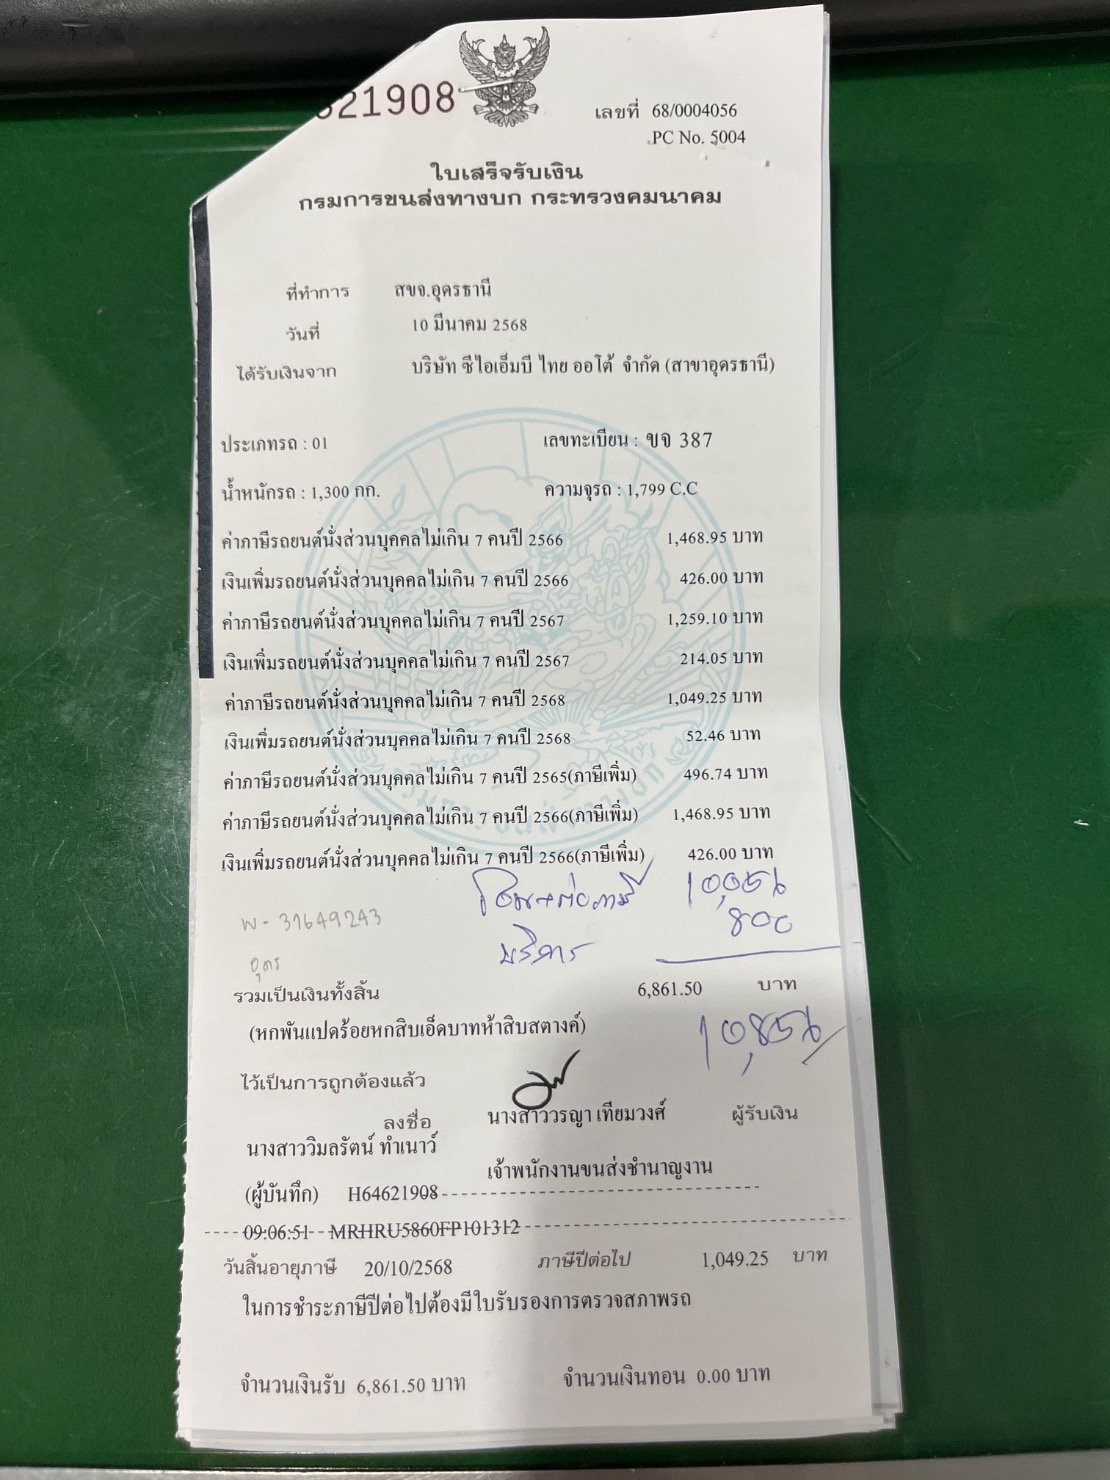 21908
เลขที่ 68/0004056
PC No. 5004
ใบเสร็จรับเงิน
กรมการขนส่งทางบก กระทรวงคมนาคม
ที่ทำการ สขจ.อุดรธานี
วันที่ 10 มีนาคม 2568
ได้รับเงินจาก บริษัท ซีไอเอ็มบี ไทย ออโต้ จำกัด (สาขาอุดรธานี)
ประเภทรถ : 01 เลขทะเบียน : ขจ 387
น้ำหนักรถ : 1,300 กก. ความจุรถ : 1,799 C.C
ค่าภาษีรถยนต์นั่งส่วนบุคคลไม่เกิน 7 คนปี 2566 1,468.95 บาท
เงินเพิ่มรถยนต์นั่งส่วนบุคคลไม่เกิน 7 คนปี 2566 426.00 บาท
ค่าภาษีรถยนต์นั่งส่วนบุคคลไม่เกิน 7 คนปี 2567 1,259.10 บาท
เงินเพิ่มรถยนต์นั่งส่วนบุคคลไม่เกิน 7 คนปี 2567 214.05 บาท
ค่าภาษีรถยนต์นั่งส่วนบุคคลไม่เกิน 7 คนปี 2568 1,049.25 บาท
เงินเพิ่มรถยนต์นั่งส่วนบุคคลไม่เกิน 7 คนปี 2568 52.46 บาท
ค่าภาษีรถยนต์นั่งส่วนบุคคลไม่เกิน 7 คนปี 2565(ภาษีเพิ่ม) 496.74 บาท
ค่าภาษีรถยนต์นั่งส่วนบุคคลไม่เกิน 7 คนปี 2566(ภาษีเพิ่ม) 1,468.95 บาท
เงินเพิ่มรถยนต์นั่งส่วนบุคคลไม่เกิน 7 คนปี 2566(ภาษีเพิ่ม) 426.00 บาท
10,056
W - 31649243 800
อุดร บริการ
รวมเป็นเงินทั้งสิ้น 6,861.50 บาท
(หกพันแปดร้อยหกสิบเอ็ดบาทห้าสิบสตางค์) 10,856
ไว้เป็นการถูกต้องแล้ว
ลงชื่อ นางสาววรญา เทียมวงศ์ ผู้รับเงิน
นางสาววิมลรัตน์ ทำเนาว์
เจ้าพนักงานขนส่งชำนาญงาน
(ผู้บันทึก) H64621908
09:06:51 MRHRU5860FP101312
วันสิ้นอายุภาษี 20/10/2568 ภาษีปีต่อไป 1,049.25 บาท
ในการชำระภาษีปีต่อไปต้องมีใบรับรองการตรวจสภาพรถ
จำนวนเงินรับ 6,861.50 บาท จำนวนเงินทอน 0.00 บาท